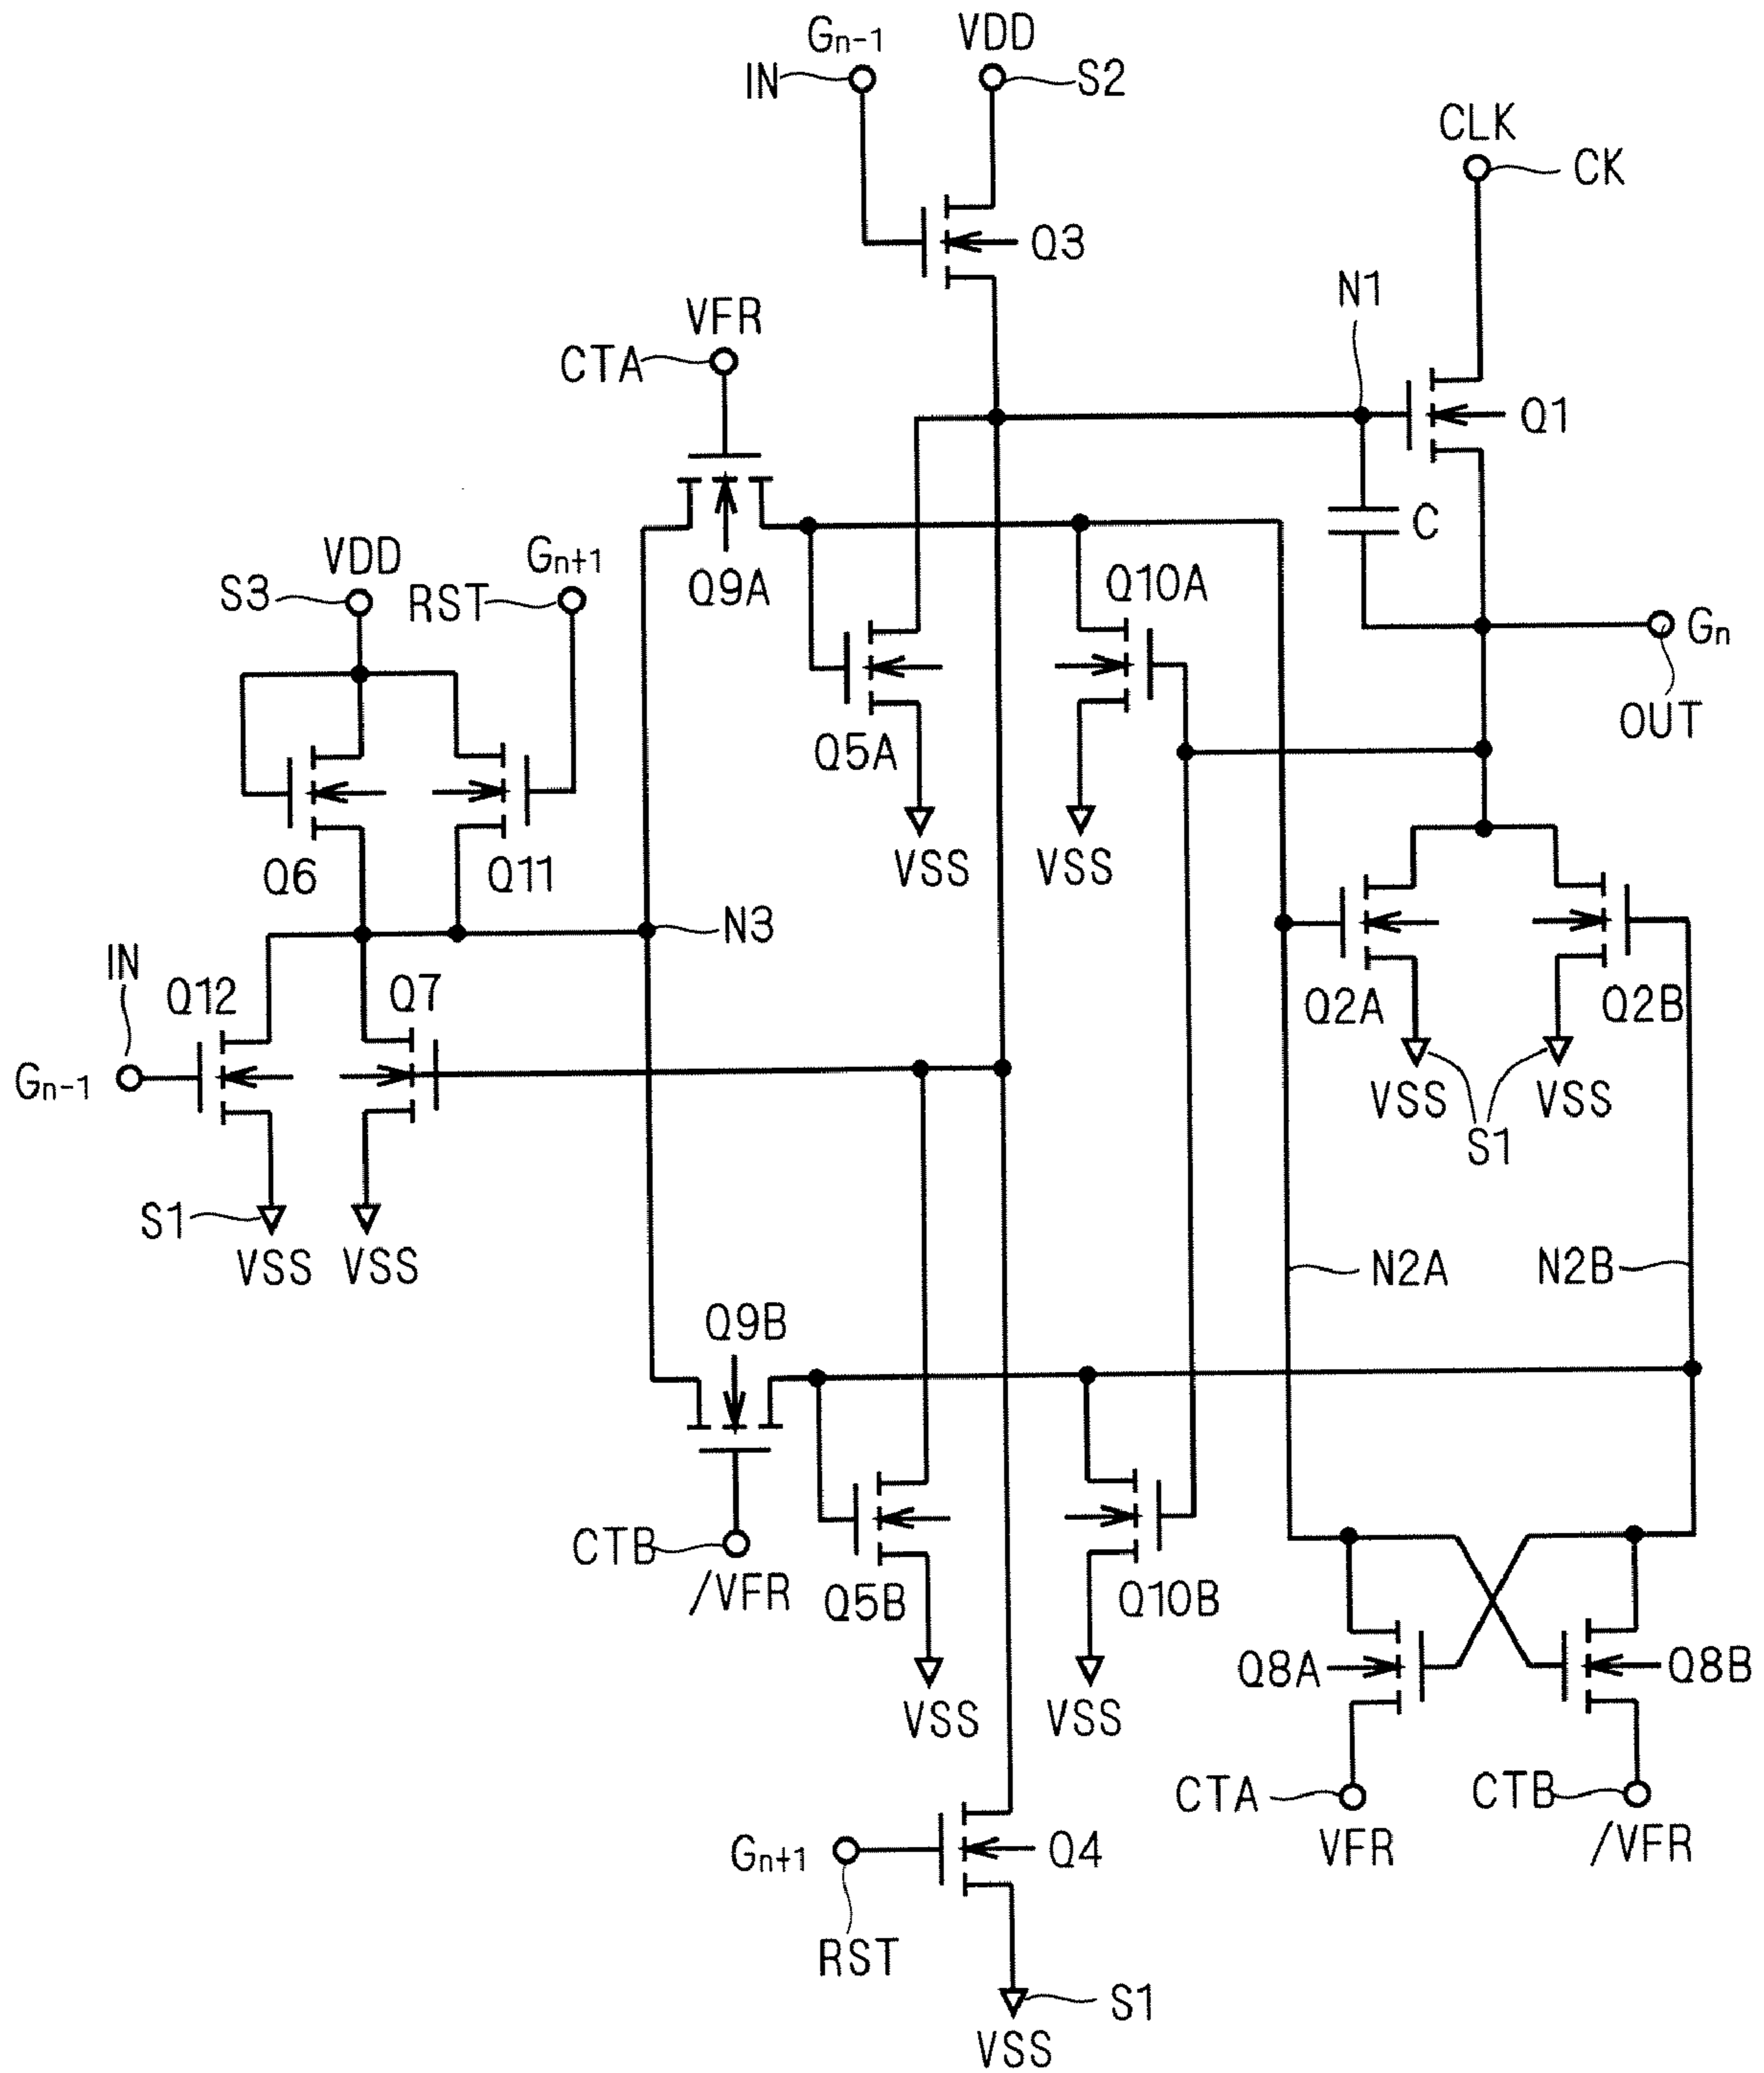 Gn-1
VDD
IN
S2
CLK
CK
Q3
N1
VFR
CTA
Q1
C
VDD
Gn+1
S3
RST
Q9A
Q10A
Gn
OUT
Q5A
VSS
VSS
Q6
Q11
N3
IN
Q12
Q7
Q2A
Q2B
Gn-1
VSS
VSS
S1
S1
VSS
VSS
N2A
N2B
Q9B
CTB
/VFR
Q5B
Q10B
VSS
VSS
Q8A
Q8B
CTA
CTB
VFR
/VFR
Gn+1
Q4
RST
S1
VSS